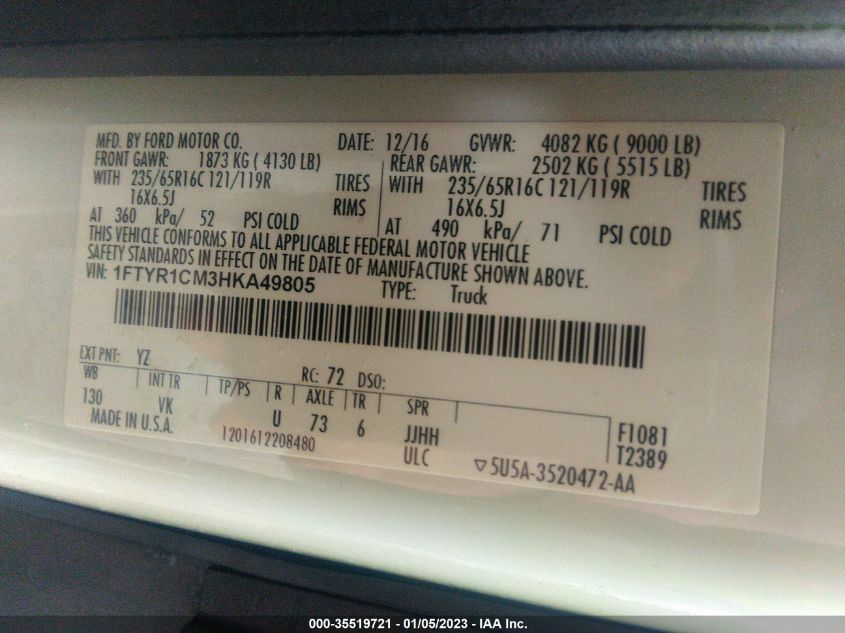 MFD. BY FORD MOTOR CO. DATE: 12/16 GVWR: 4082 KG ( 9000 LB)
FRONT GAWR: 1873 KG ( 4130 LB) REAR GAWR: 2502 KG ( 5515 LB)
WITH 235/65R16C 121/119R TIRES WITH 235/65R16C 121/119R TIRES
16X6.5J RIMS 16X6.5J RIMS
AT 360 kPa/ 52 PSI COLD AT 490 kPa/ 71 PSI COLD
THIS VEHICLE CONFORMS TO ALL APPLICABLE FEDERAL MOTOR VEHICLE
SAFETY STANDARDS IN EFFECT ON THE DATE OF MANUFACTURE SHOWN ABOVE.
VIN: 1FTYR1CM3HKA49805 TYPE: Truck
EXT PNT: YZ RC: 72 DSO:
WB INT TR TP/PS R AXLE TR SPR
130 VK U 73 6 JJHH F1081
MADE IN U.S.A. 1201612208480 ULC T2389
▽5U5A-3520472-AA
000-35519721 - 01/05/2023 - IAA Inc.